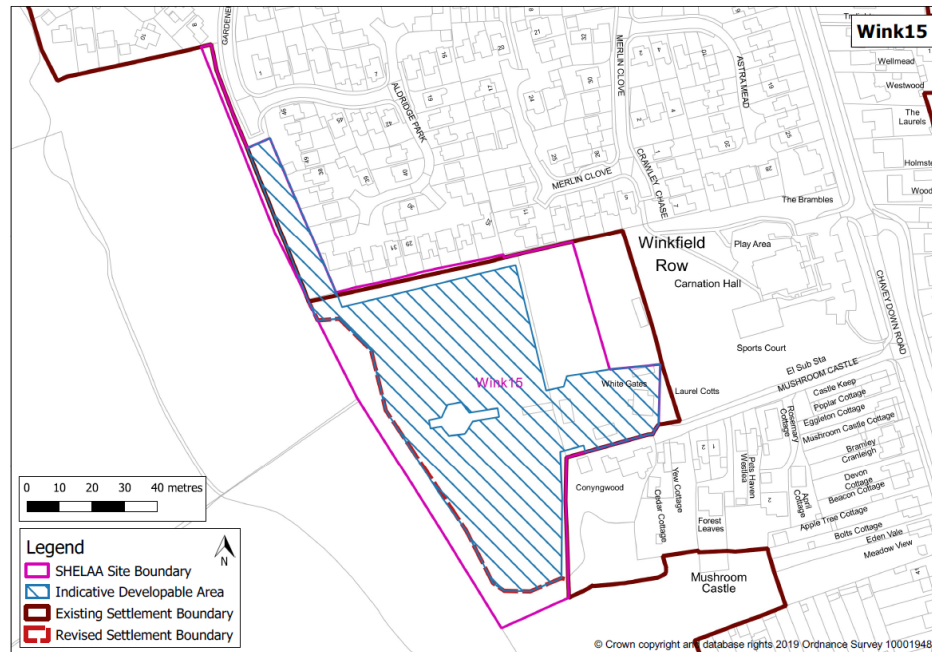 Wink15
GARDENER
ALDRIDGE PARK
MERLIN CLOVE
ASTRA MEAD
CRAWLEY CHASE
MERLIN CLOVE
Wellmead
Westwood
The
Laurels
Holmste
Wood
The Brambles
Winkfield
Row
Play Area
Carnation Hall
CHAVEY DOWN ROAD
Sports Court
El Sub Sta
MUSHROOM CASTLE
Wink15
White Gates
Laurel Cotts
Castle Keep
Poplar Cottage
Eggleton Cottage
Mushroom Castle Cottage
Rosemary
Cottage
Bramley
Cranleigh
Devon
Cottage
Beacon Cottage
April
Cottage
Apple Tree Cottage
Bolts Cottage
Eden Vale
Meadow View
Conyngwood
Yew Cottage
Cedar Cottage
Pets Haven
Westlea
Forest
Leaves
Mushroom
Castle
0 10 20 30 40 metres
Legend
N
SHELAA Site Boundary
Indicative Developable Area
Existing Settlement Boundary
Revised Settlement Boundary
© Crown copyright and database rights 2019 Ordnance Survey 10001948